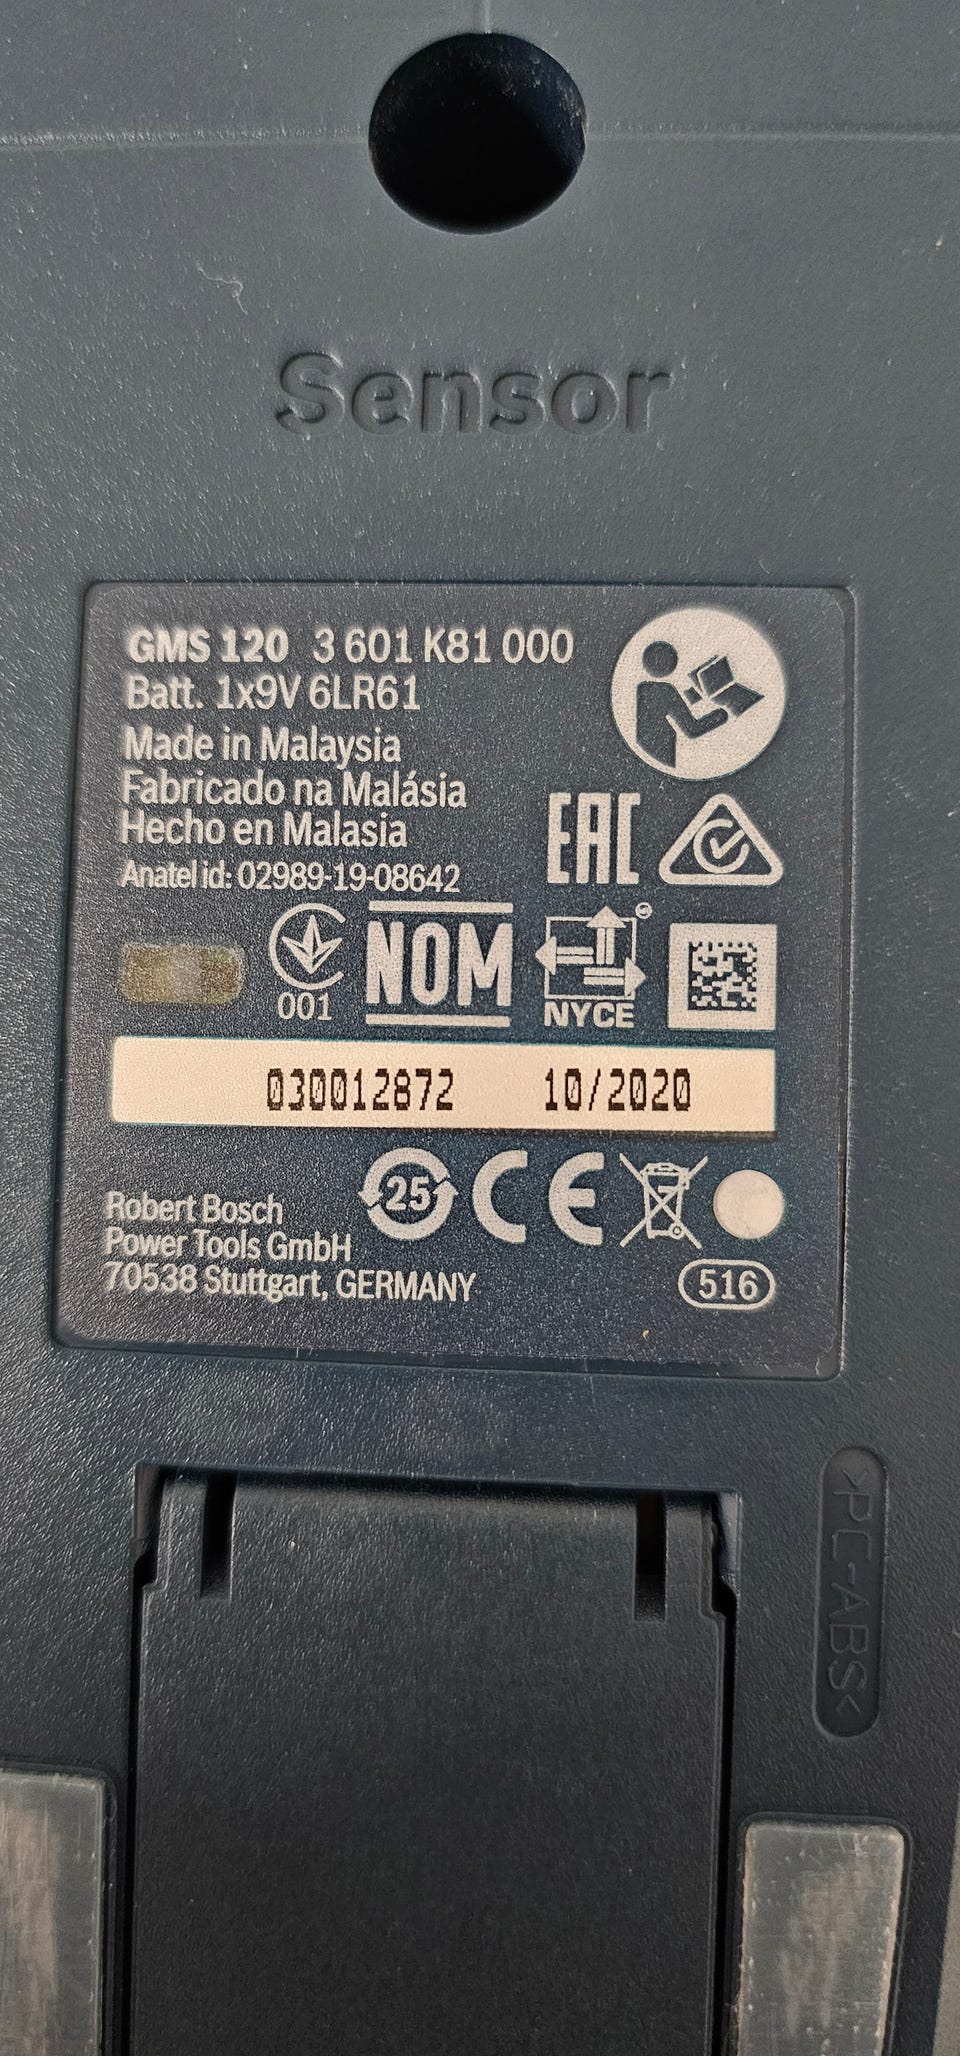 Sensor
GMS 120 3 601 K81 000
Batt. 1x9V 6LR61
Made in Malaysia
Fabricado na Malásia
Hecho en Malasia
Anatel id: 02989-19-08642
EAC
001
NOM
NYCE
030012872 10/2020
25 CE
Robert Bosch
Power Tools GmbH
70538 Stuttgart, GERMANY
516
>PC-ABS<